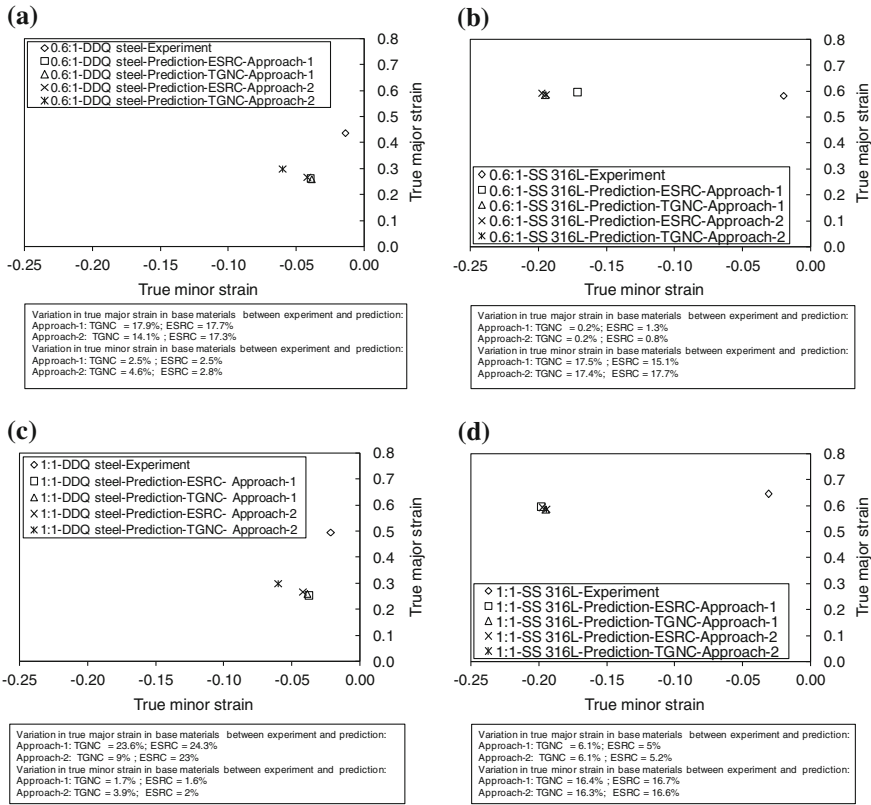 (a)
0.6:1-DDQ steel-Experiment
0.6:1-DDQ steel-Prediction-ESRC-Approach-1
0.6:1-DDQ steel-Prediction-TGNC-Approach-1
0.6:1-DDQ steel-Prediction-ESRC-Approach-2
0.6:1-DDQ steel-Prediction-TGNC-Approach-2
0.8
0.7
0.6
0.5
0.4
0.3
0.2
0.1
0.0
True major strain
-0.25 -0.20 -0.15 -0.10 -0.05 0.00
True minor strain
Variation in true major strain in base materials between experiment and prediction:
Approach-1: TGNC = 17.9%; ESRC = 17.7%
Approach-2: TGNC = 14.1% ; ESRC = 17.3%
Variation in true minor strain in base materials between experiment and prediction:
Approach-1: TGNC = 2.5% ; ESRC = 2.5%
Approach-2: TGNC = 4.6%; ESRC = 2.8%
(b)
0.6:1-SS 316L-Experiment
0.6:1-SS 316L-Prediction-ESRC-Approach-1
0.6:1-SS 316L-Prediction-TGNC-Approach-1
0.6:1-SS 316L-Prediction-ESRC-Approach-2
0.6:1-SS 316L-Prediction-TGNC-Approach-2
0.8
0.7
0.6
0.5
0.4
0.3
0.2
0.1
0.0
True major strain
-0.25 -0.20 -0.15 -0.10 -0.05 0.00
True minor strain
Variation in true major strain in base materials between experiment and prediction:
Approach-1: TGNC = 0.2%; ESRC = 1.3%
Approach-2: TGNC = 0.2% ; ESRC = 0.8%
Variation in true minor strain in base materials between experiment and prediction:
Approach-1: TGNC = 17.5%; ESRC = 15.1%
Approach-2: TGNC = 17.4%; ESRC = 17.7%
(c)
1:1-DDQ steel-Experiment
1:1-DDQ steel-Prediction-ESRC- Approach-1
1:1-DDQ steel-Prediction-TGNC- Approach-1
1:1-DDQ steel-Prediction-ESRC- Approach-2
1:1-DDQ steel-Prediction-TGNC- Approach-2
0.8
0.7
0.6
0.5
0.4
0.3
0.2
0.1
0.0
True major strain
-0.25 -0.20 -0.15 -0.10 -0.05 0.00
True minor strain
Variation in true major strain in base materials between experiment and prediction:
Approach-1: TGNC = 23.6%; ESRC = 24.3%
Approach-2: TGNC = 9% ; ESRC = 23%
Variation in true minor strain in base materials between experiment and prediction:
Approach-1: TGNC = 1.7%; ESRC = 1.6%
Approach-2: TGNC = 3.9%; ESRC = 2%
(d)
1:1-SS 316L-Experiment
1:1-SS 316L-Prediction-ESRC-Approach-1
1:1-SS 316L-Prediction-TGNC-Approach-1
1:1-SS 316L-Prediction-ESRC-Approach-2
1:1-SS 316L-Prediction-TGNC-Approach-2
0.8
0.7
0.6
0.5
0.4
0.3
0.2
0.1
0.0
True major strain
-0.25 -0.20 -0.15 -0.10 -0.05 0.00
True minor strain
Variation in true major strain in base materials between experiment and prediction:
Approach-1: TGNC = 6.1%; ESRC = 5%
Approach-2: TGNC = 6.1% ; ESRC = 5.2%
Variation in true minor strain in base materials between experiment and prediction:
Approach-1: TGNC = 16.4% ; ESRC = 16.7%
Approach-2: TGNC = 16.3%; ESRC = 16.6%